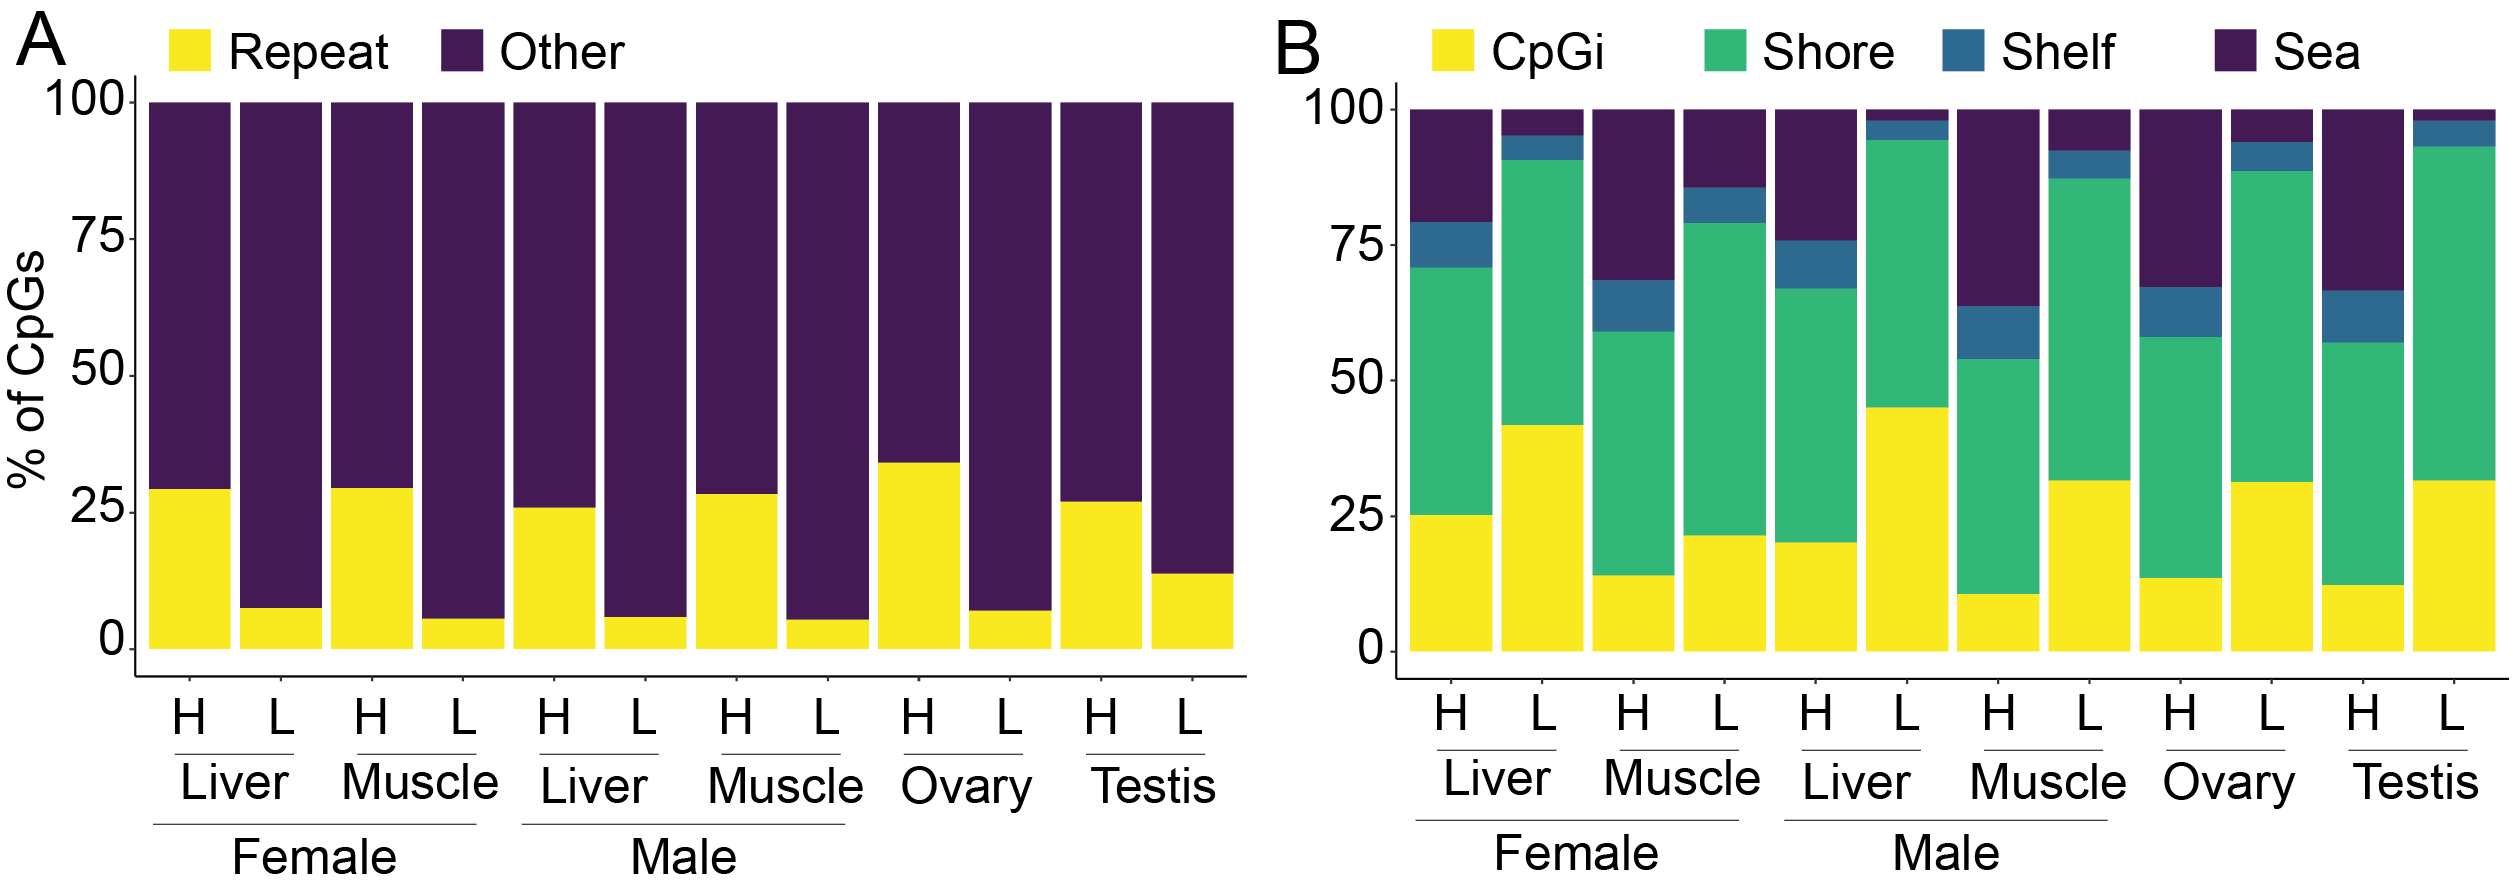 A
Repeat Other
100
75
50
25
0
% of CpGs
H L H L H L H L H L H L
Liver Muscle Liver Muscle Ovary Testis
Female Male
B
CpGi Shore Shelf Sea
100
75
50
25
0
H L H L H L H L H L H L
Liver Muscle Liver Muscle Ovary Testis
Female Male